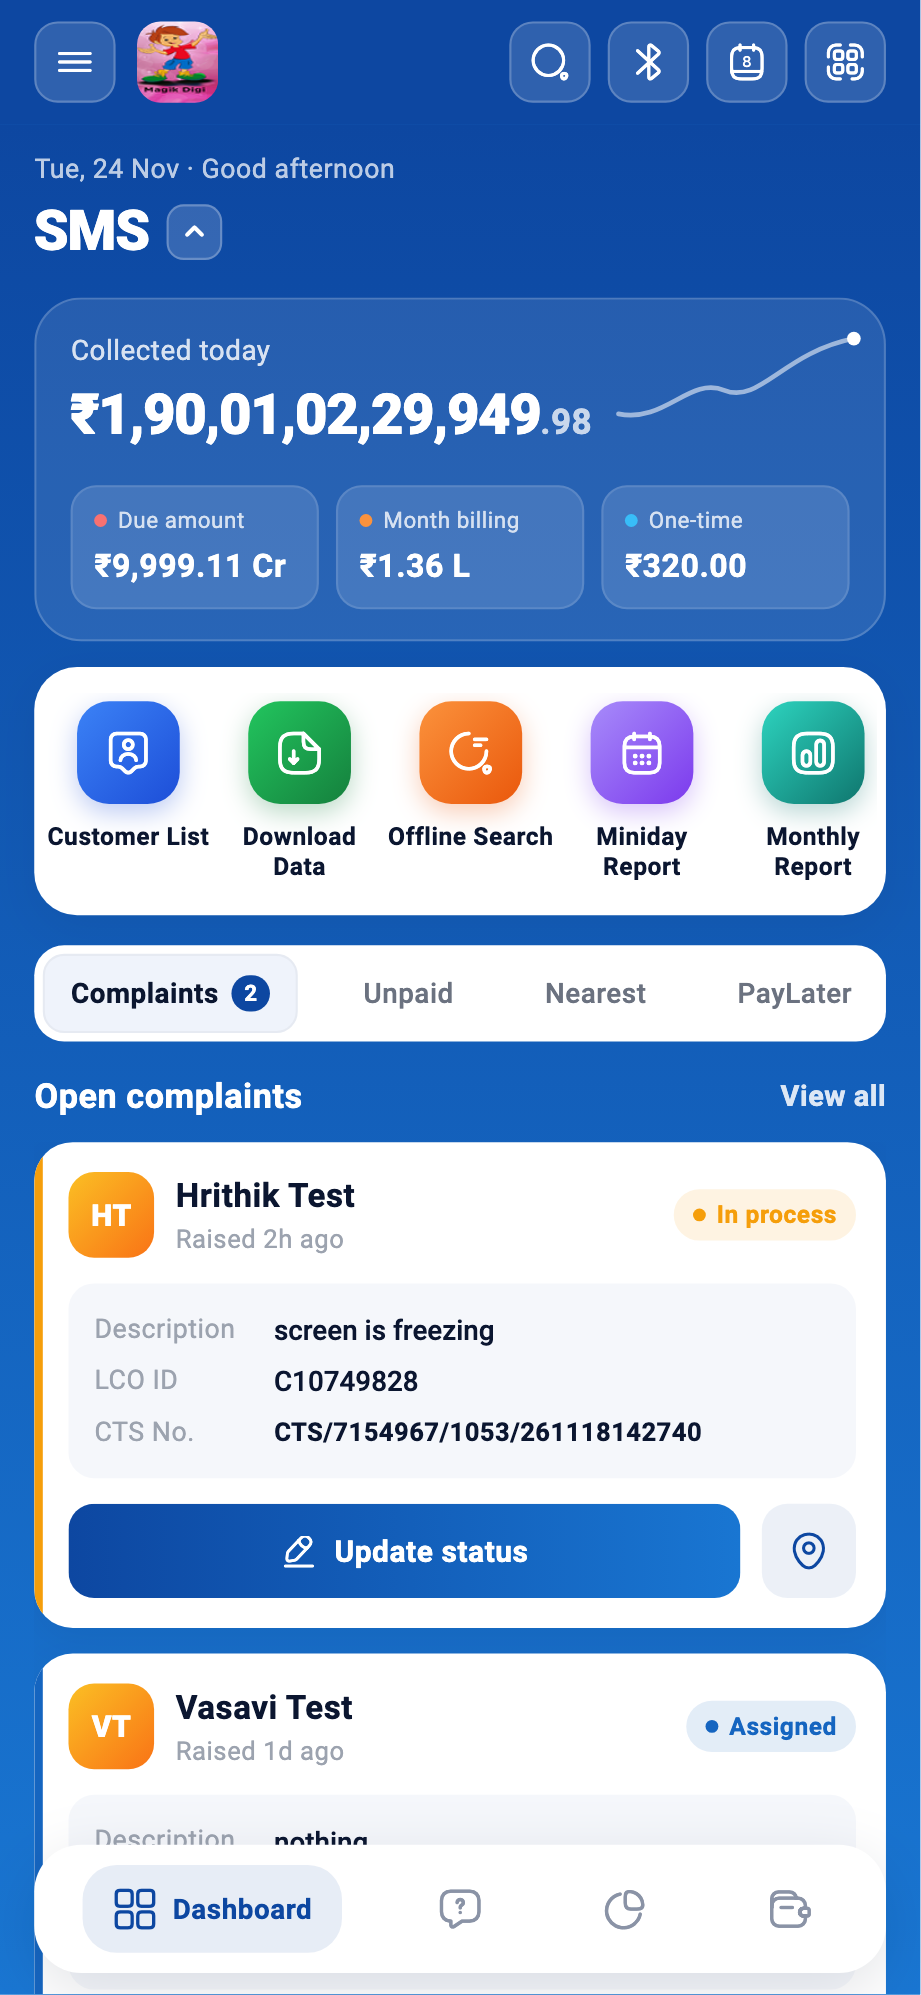 Magik Digi
8
Tue, 24 Nov · Good afternoon
SMS
Collected today
₹1,90,01,02,29,949.98
Due amount
₹9,999.11 Cr
Month billing
₹1.36 L
One-time
₹320.00
Customer List
Download
Data
Offline Search
Miniday
Report
Monthly
Report
Complaints 2
Unpaid
Nearest
PayLater
Open complaints
View all
HT
Hrithik Test
Raised 2h ago
In process
Description screen is freezing
LCO ID C10749828
CTS No. CTS/7154967/1053/261118142740
Update status
VT
Vasavi Test
Raised 1d ago
Assigned
Description nothing
Dashboard
?